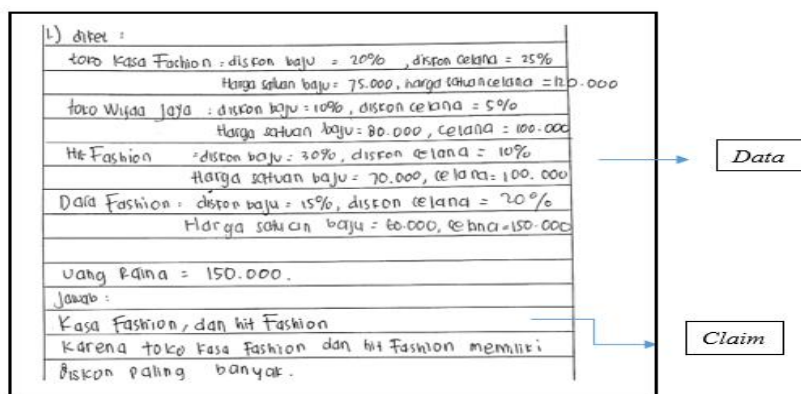 1.) diket :
toko Kasa Fashion : diskon baju = 20% , diskon celana = 25%
Harga satuan baju = 75.000, harga satuan celana = 120.000
toko Wijda Jaya : diskon baju = 10%, diskon celana = 5%
Harga satuan baju = 80.000, celana = 100.000
Hit Fashion : diskon baju = 30%, diskon celana = 10%
Harga satuan baju = 70.000, celana = 100.000
Dara Fashion : diskon baju = 15%, diskon celana = 20%
Harga satuan baju = 60.000, celana = 150.000
Uang Raina = 150.000.
Jawab :
Kasa Fashion, dan hit Fashion
Karena toko Kasa Fashion dan hit Fashion memiliki
diskon paling banyak.
Data
Claim